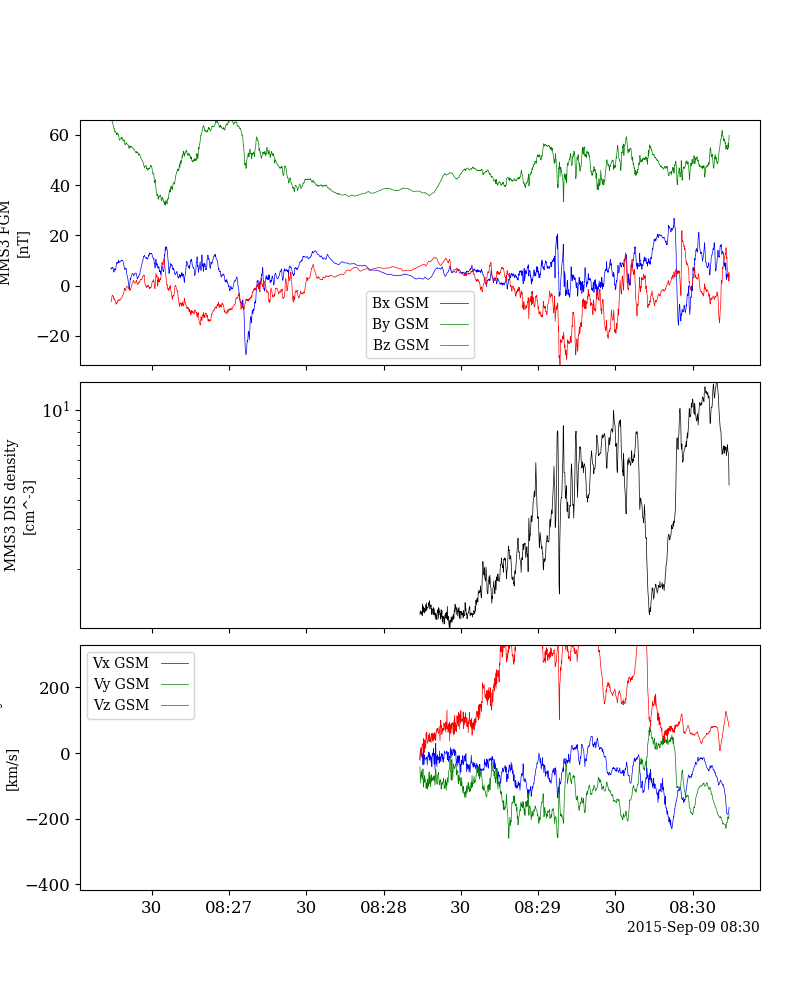 MMS3 FGM
[nT]
60
40
20
0
−20
Bx GSM
By GSM
Bz GSM
MMS3 DIS density
[cm^-3]
10^1
[km/s]
200
0
−200
−400
Vx GSM
Vy GSM
Vz GSM
30 08:27 30 08:28 30 08:29 30 08:30
2015-Sep-09 08:30